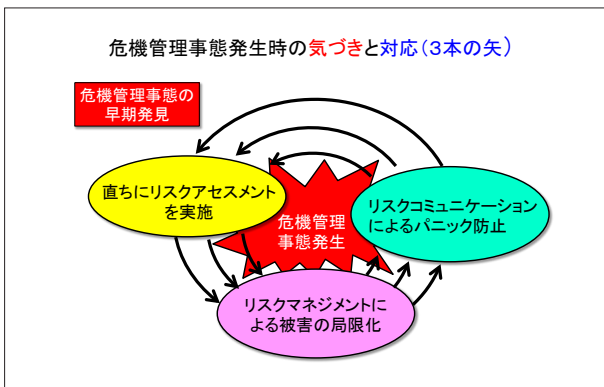 危機管理事態発生時の気づきと対応(3本の矢)
危機管理事態の
早期発見
直ちにリスクアセスメント
を実施
危機管理
事態発生
リスクコミュニケーション
によるパニック防止
リスクマネジメントに
よる被害の局限化